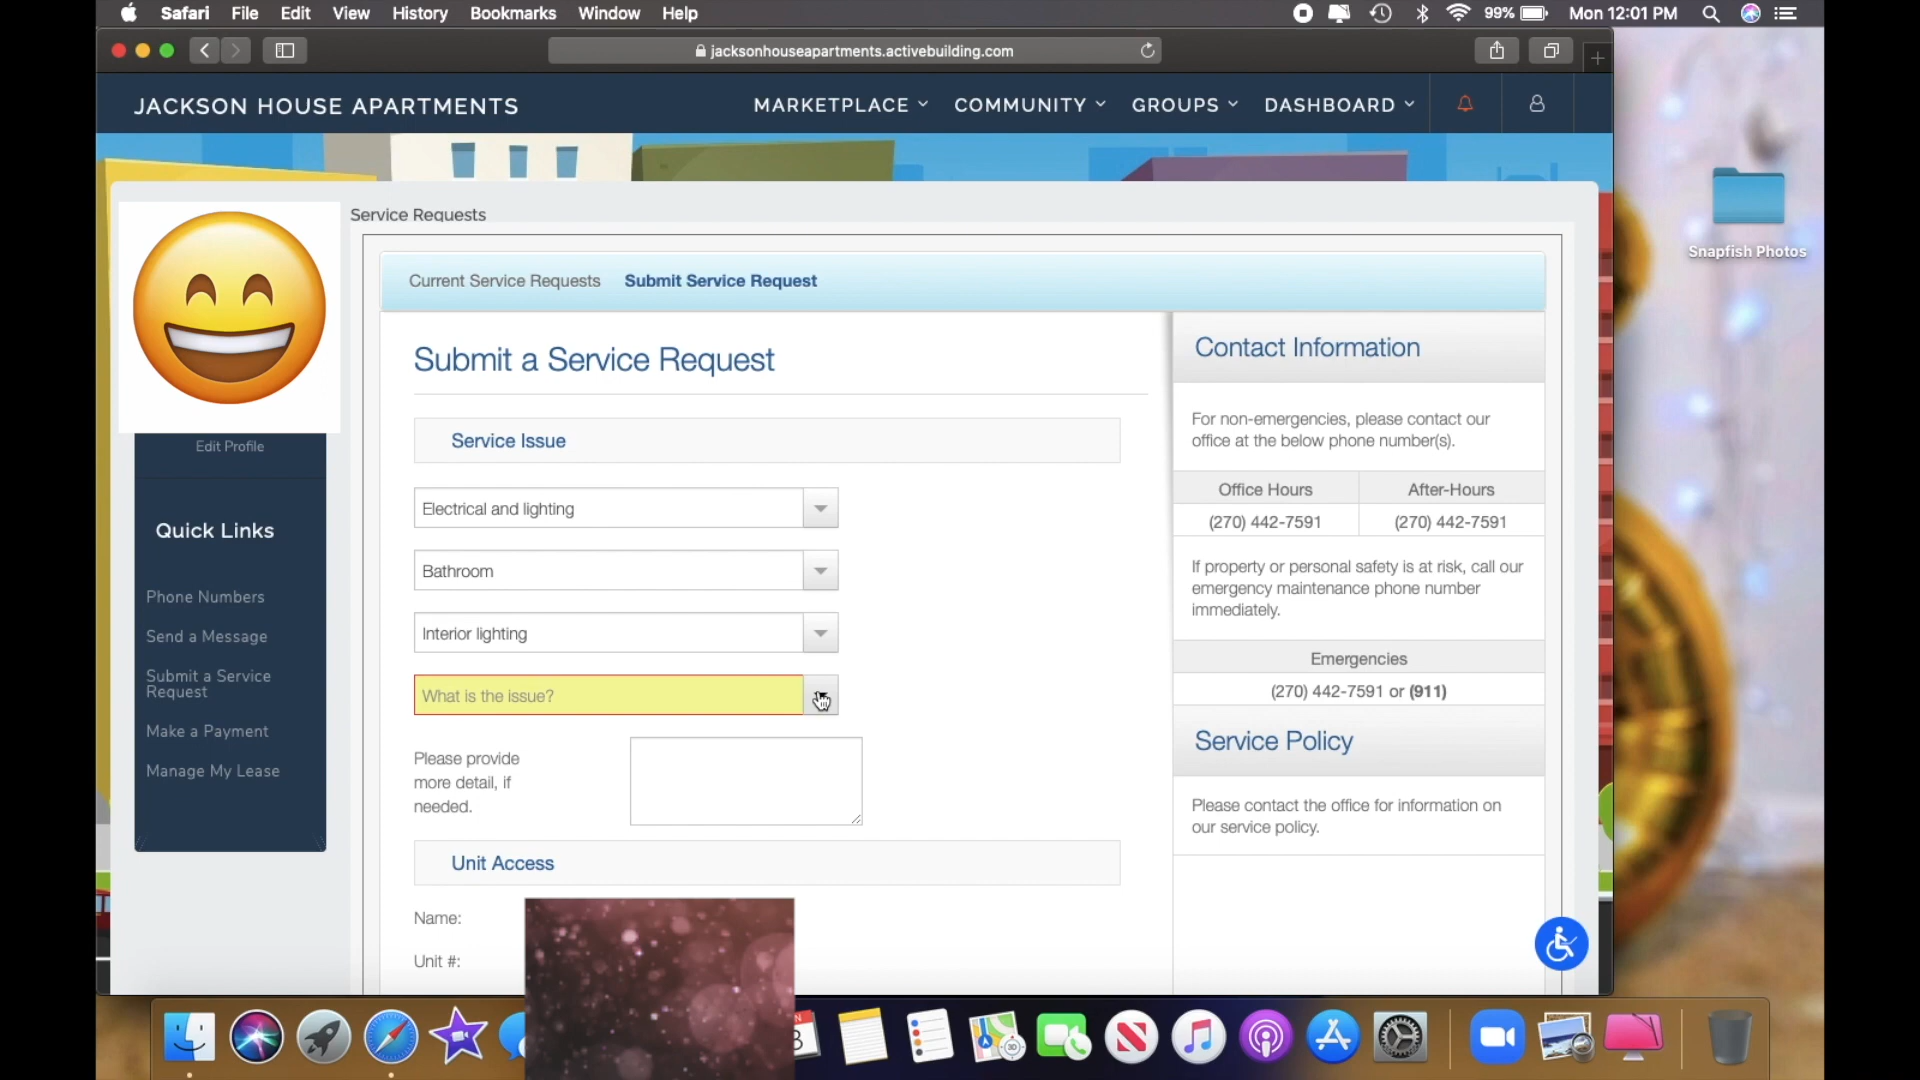 Safari File Edit View History Bookmarks Window Help
99% Mon 12:01 PM
jacksonhouseapartments.activebuilding.com
JACKSON HOUSE APARTMENTS
MARKETPLACE COMMUNITY GROUPS DASHBOARD
Snapfish Photos
Service Requests
Current Service Requests Submit Service Request
Submit a Service Request
Service Issue
Electrical and lighting
Bathroom
Interior lighting
What is the issue?
Please provide
more detail, if
needed.
Unit Access
Name:
Unit #:
Edit Profile
Quick Links
Phone Numbers
Send a Message
Submit a Service
Request
Make a Payment
Manage My Lease
Contact Information
For non-emergencies, please contact our
office at the below phone number(s).
Office Hours After-Hours
(270) 442-7591 (270) 442-7591
If property or personal safety is at risk, call our
emergency maintenance phone number
immediately.
Emergencies
(270) 442-7591 or (911)
Service Policy
Please contact the office for information on
our service policy.